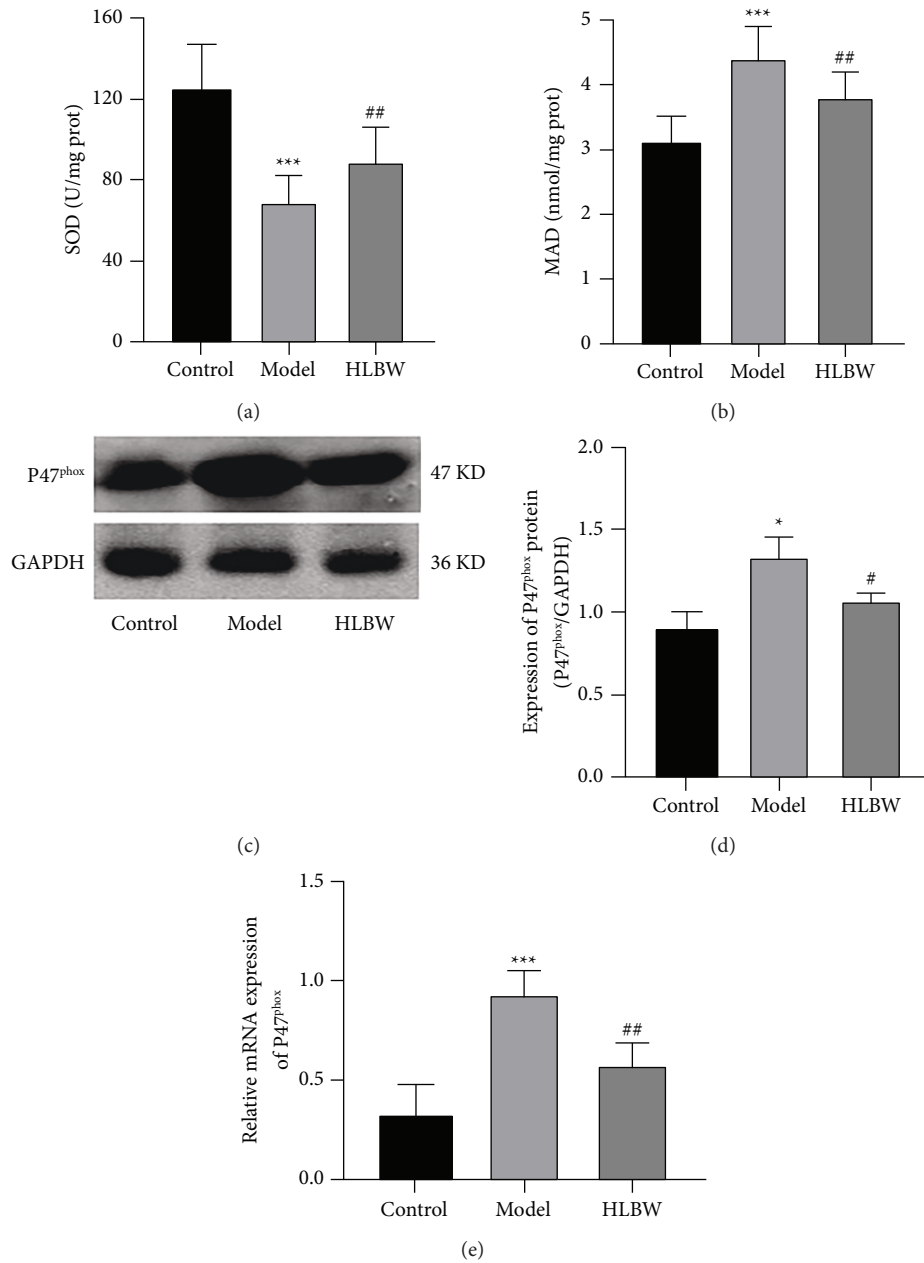 160
120
80
40
0
SOD (U/mg prot)
***
##
Control Model HLBW
(a)
5
4
3
2
1
0
MAD (nmol/mg prot)
***
##
Control Model HLBW
(b)
P47phox 47 KD
GAPDH 36 KD
Control Model HLBW
(c)
2.0
1.5
1.0
0.5
0.0
Expression of P47phox protein
(P47phox/GAPDH)
*
#
Control Model HLBW
(d)
1.5
1.0
0.5
0.0
Relative mRNA expression
of P47phox
***
##
Control Model HLBW
(e)